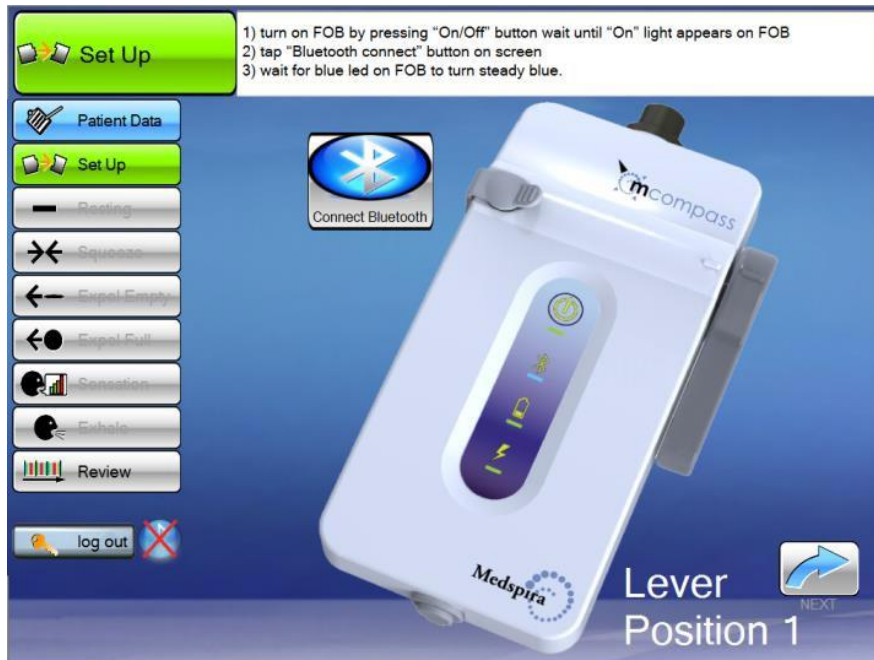 Set Up
1) turn on FOB by pressing “On/Off” button wait until “On” light appears on FOB
2) tap “Bluetooth connect” button on screen
3) wait for blue led on FOB to turn steady blue.
Patient Data
Set Up
Resting
Squeeze
Expel Empty
Expel Full
Sensation
Exhale
Review
log out
Connect Bluetooth
mcompass
Medspira
Lever
Position 1
NEXT